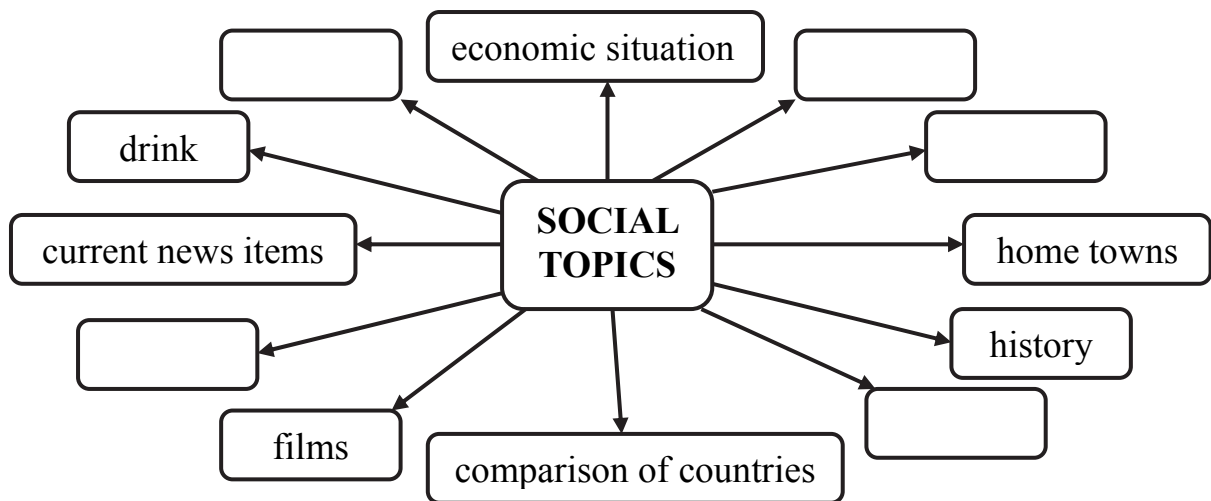 economic situation
drink
SOCIAL
TOPICS
current news items
home towns
history
films
comparison of countries